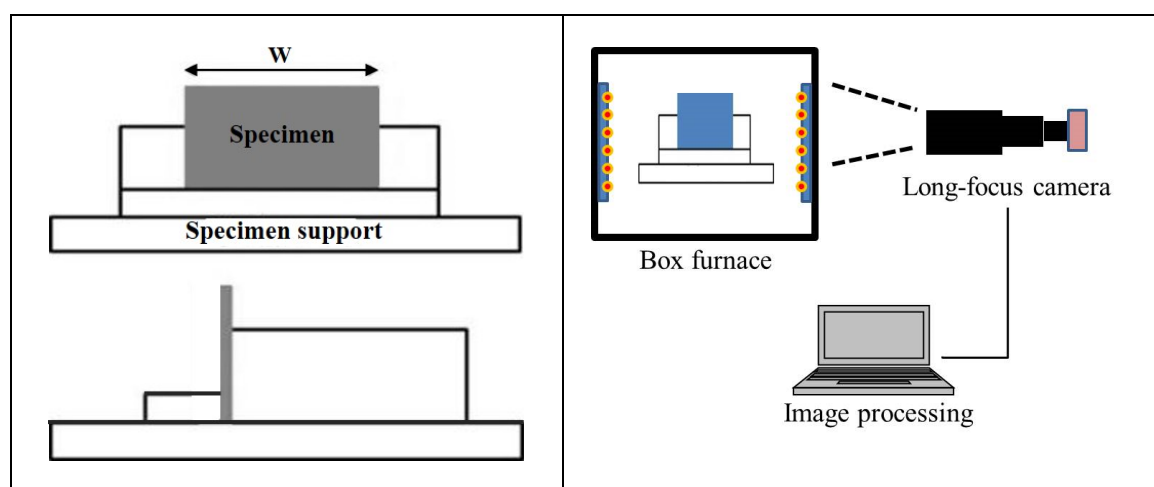 W
Specimen
Specimen support
Long-focus camera
Box furnace
Image processing